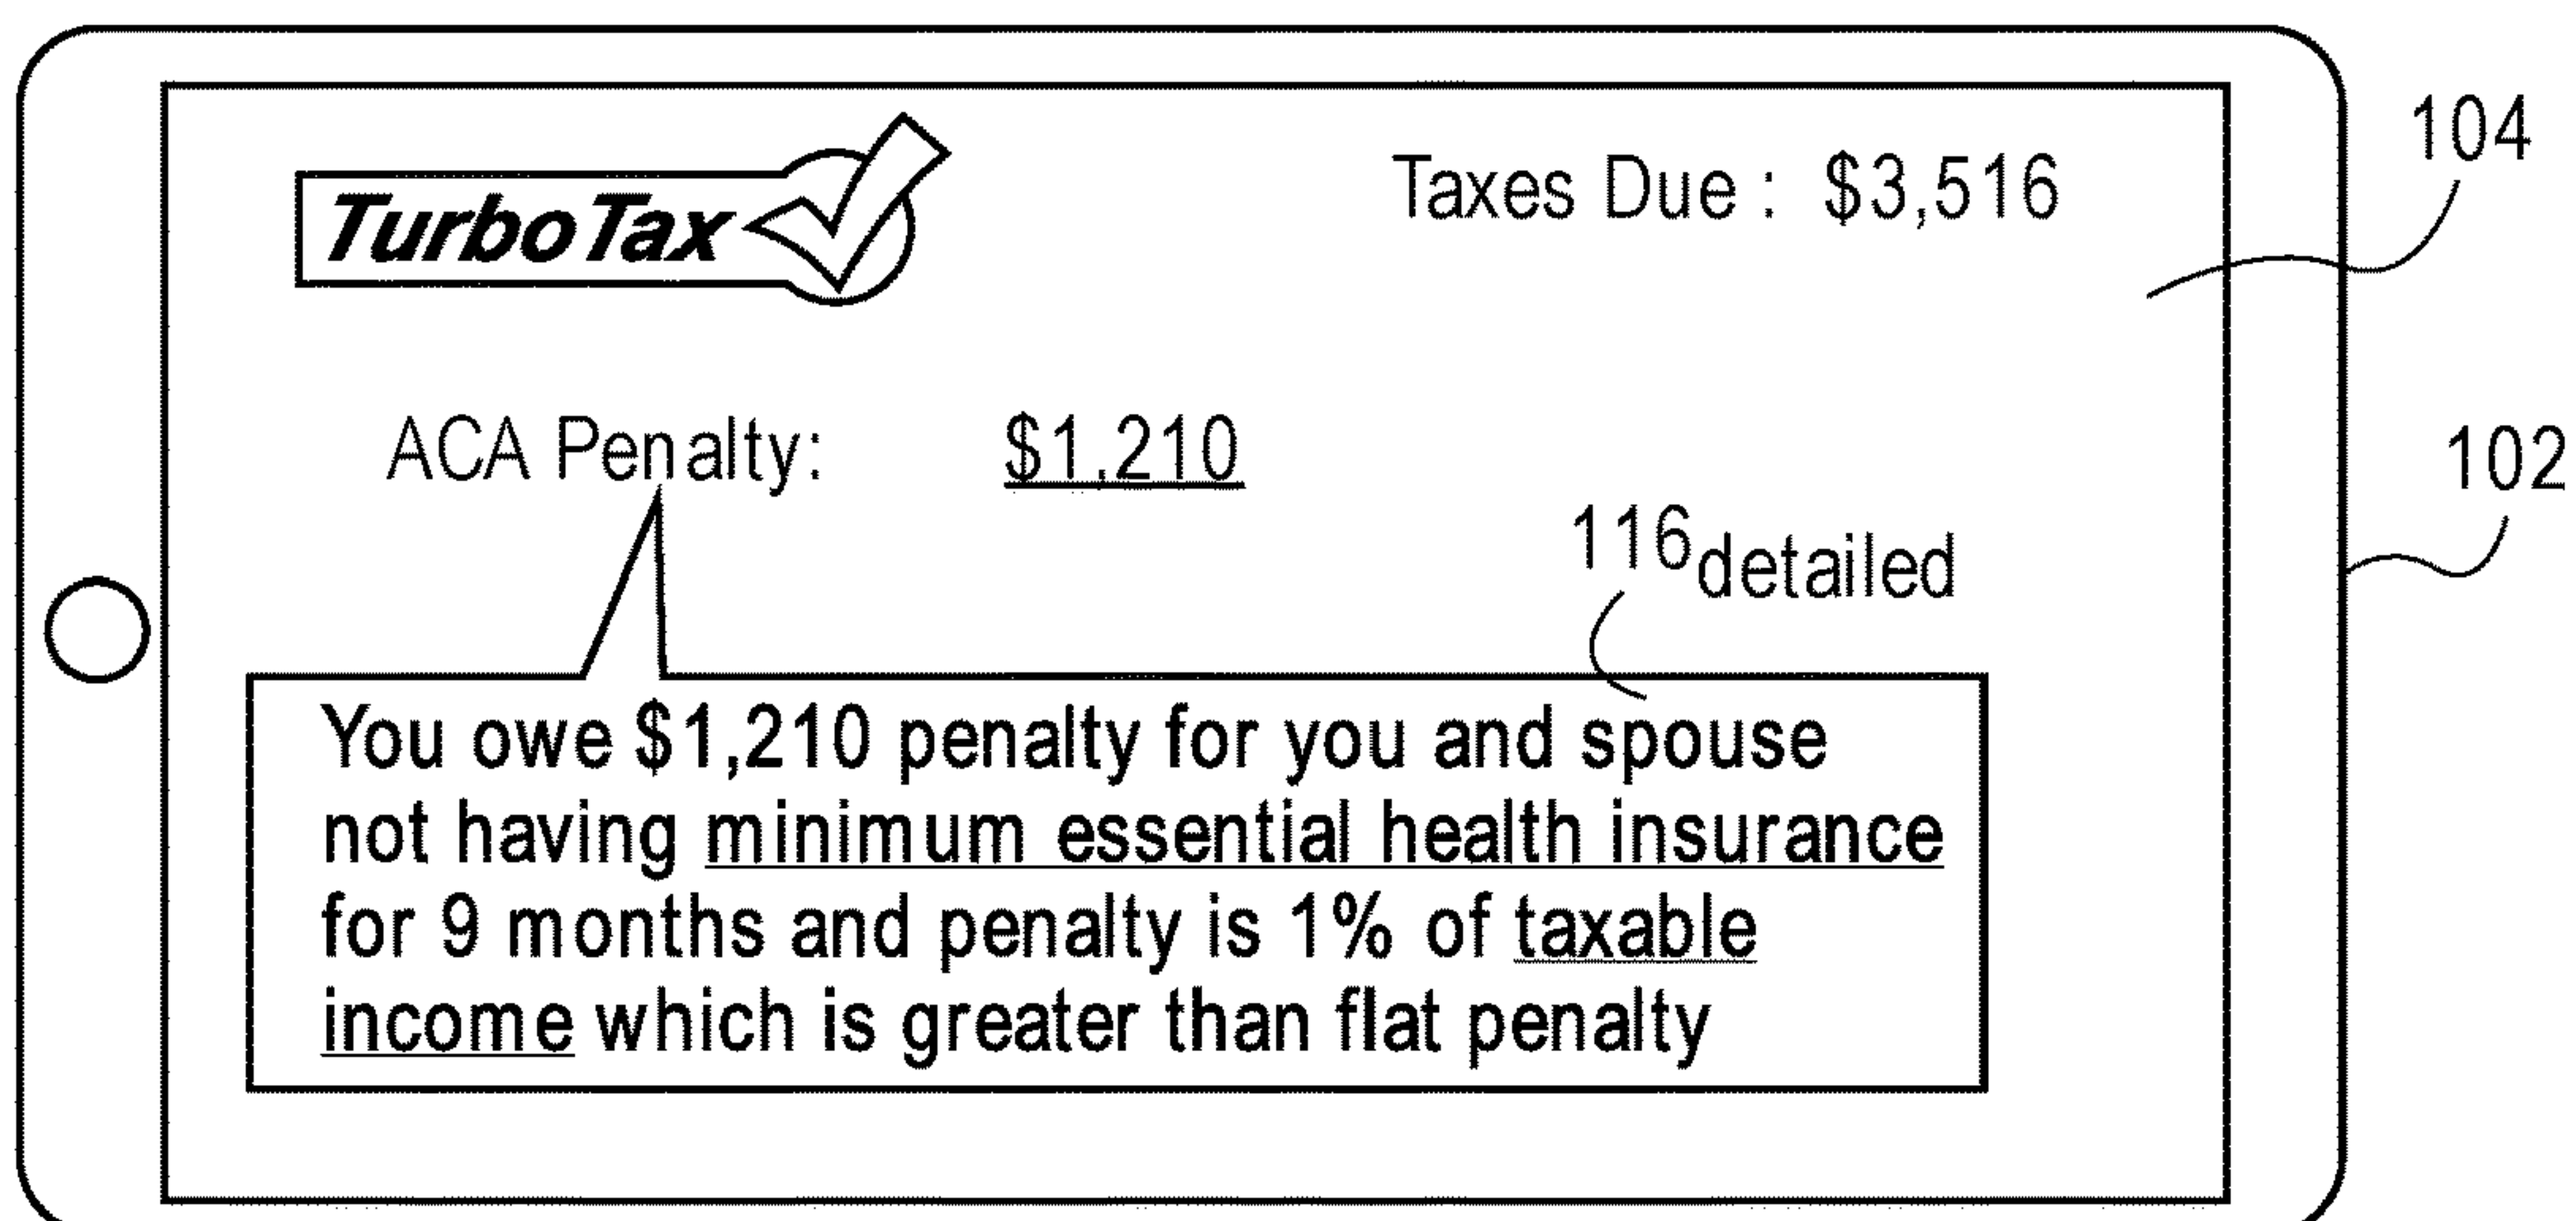 TurboTax
Taxes Due : $3,516
104
ACA Penalty: $1,210
102
116detailed
You owe $1,210 penalty for you and spouse
not having minimum essential health insurance
for 9 months and penalty is 1% of taxable
income which is greater than flat penalty